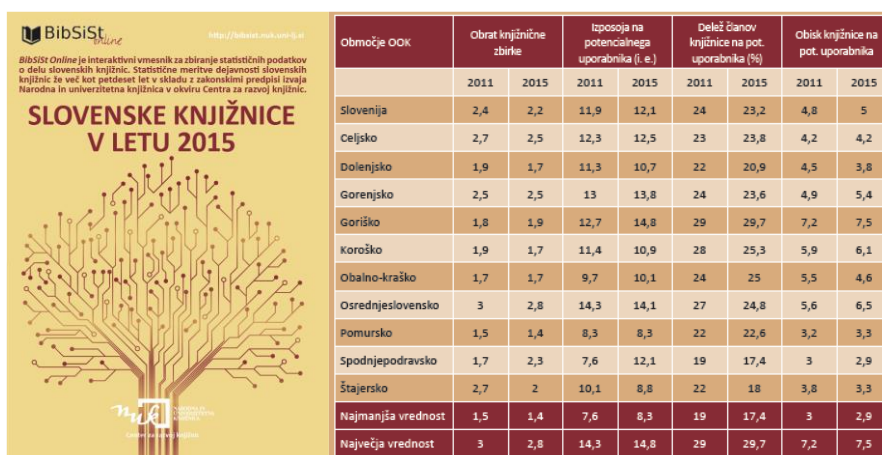 BibSiSt
Online
http://bibsist.nuk.uni-lj.si
BibSiSt Online je interaktivni vmesnik za zbiranje statističnih podatkov
o delu slovenskih knjižnic. Statistične meritve dejavnosti slovenskih
knjižnic že več kot petdeset let v skladu z zakonskimi predpisi izvaja
Narodna in univerzitetna knjižnica v okviru Centra za razvoj knjižnic.
SLOVENSKE KNJIŽNICE
V LETU 2015
nuk
NARODNA IN
UNIVERZITETNA
KNJIŽNICA
Center za razvoj knjižnic
Območje OOK
Obrat knjižnične
zbirke
Izposoja na
potencialnega
uporabnika (i. e.)
Delež članov
knjižnice na pot.
uporabnika (%)
Obisk knjižnice na
pot. uporabnika
2011 2015 2011 2015 2011 2015 2011 2015
Slovenija 2,4 2,2 11,9 12,1 24 23,2 4,8 5
Celjsko 2,7 2,5 12,3 12,5 23 23,8 4,2 4,2
Dolenjsko 1,9 1,7 11,3 10,7 22 20,9 4,5 3,8
Gorenjsko 2,5 2,5 13 13,8 24 23,6 4,9 5,4
Goriško 1,8 1,9 12,7 14,8 29 29,7 7,2 7,5
Koroško 1,9 1,7 11,4 10,9 28 25,3 5,9 6,1
Obalno-kraško 1,7 1,7 9,7 10,1 24 25 5,5 4,6
Osrednjeslovensko 3 2,8 14,3 14,1 27 24,8 5,6 6,5
Pomursko 1,5 1,4 8,3 8,3 22 22,6 3,2 3,3
Spodnjepodravsko 1,7 2,3 7,6 12,1 19 17,4 3 2,9
Štajersko 2,7 2 10,1 8,8 22 18 3,8 3,3
Najmanjša vrednost 1,5 1,4 7,6 8,3 19 17,4 3 2,9
Največja vrednost 3 2,8 14,3 14,8 29 29,7 7,2 7,5